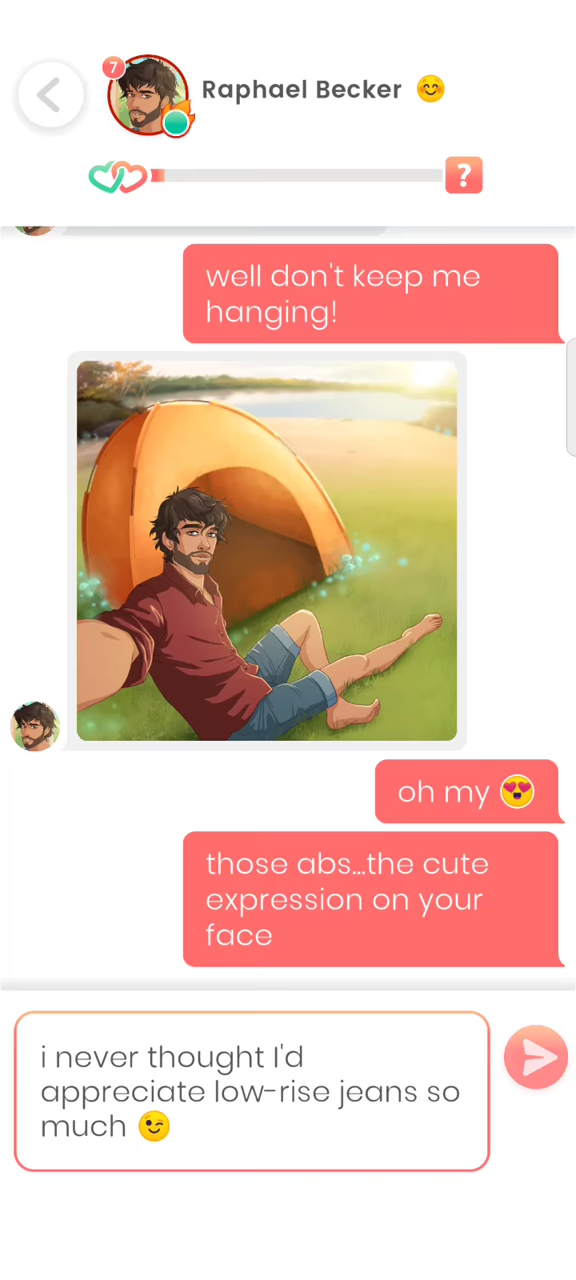 7
Raphael Becker 😊
?
well don't keep me
hanging!
oh my 😍
those abs...the cute
expression on your
face
i never thought I'd
appreciate low-rise jeans so
much 😉